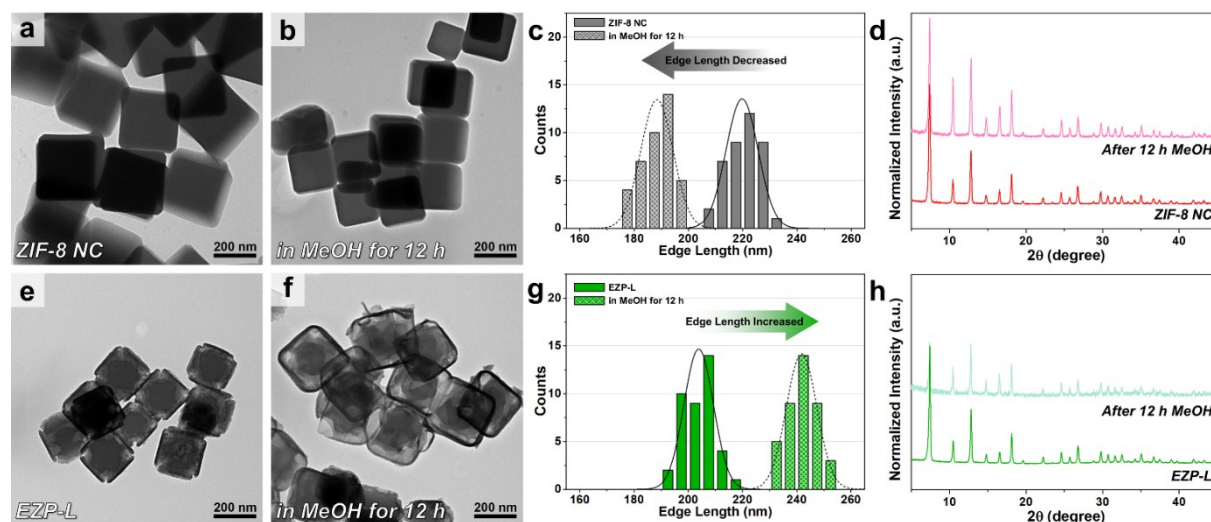 a
ZIF-8 NC
200 nm
b
in MeOH for 12 h
200 nm
c
ZIF-8 NC
in MeOH for 12 h
Edge Length Decreased
Counts
20
15
10
5
0
160 180 200 220 240 260
Edge Length (nm)
d
Normalized Intensity (a.u.)
After 12 h MeOH
ZIF-8 NC
10 20 30 40
2θ (degree)
e
EZP-L
200 nm
f
in MeOH for 12 h
200 nm
g
EZP-L
in MeOH for 12 h
Edge Length Increased
Counts
20
15
10
5
0
160 180 200 220 240 260
Edge Length (nm)
h
Normalized Intensity (a.u.)
After 12 h MeOH
EZP-L
10 20 30 40
2θ (degree)